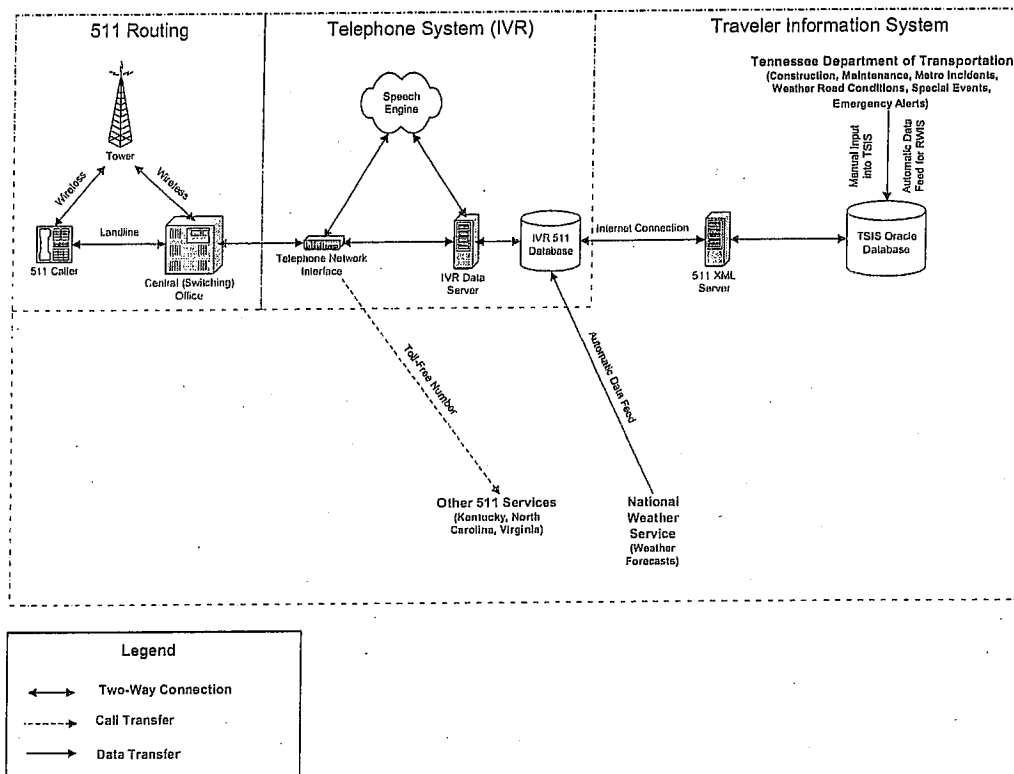 511 Routing
Telephone System (IVR)
Traveler Information System
Tennessee Department of Transportation
(Construction, Maintenance, Metro Incidents,
Weather Road Conditions, Special Events,
Emergency Alerts)
Speech
Engine
Tower
Manual Input
into TSIS
Automatic Data
Feed for RWIS
Wireless
Wireless
Landline
511 Caller
Central (Switching)
Office
Telephone Network
Interface
IVR Data
Server
IVR 511
Database
Internet Connection
511 XML
Server
TSIS Oracle
Database
Toll-Free Number
Automatic Data Feed
Other 511 Services
(Kentucky, North
Carolina, Virginia)
National
Weather
Service
(Weather
Forecasts)
Legend
Two-Way Connection
Call Transfer
Data Transfer